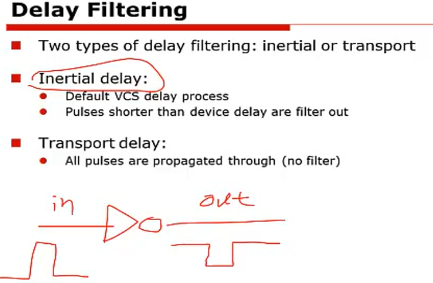 Delay Filtering
Two types of delay filtering: inertial or transport
Inertial delay:
Default VCS delay process
Pulses shorter than device delay are filter out
Transport delay:
All pulses are propagated through (no filter)
in
out